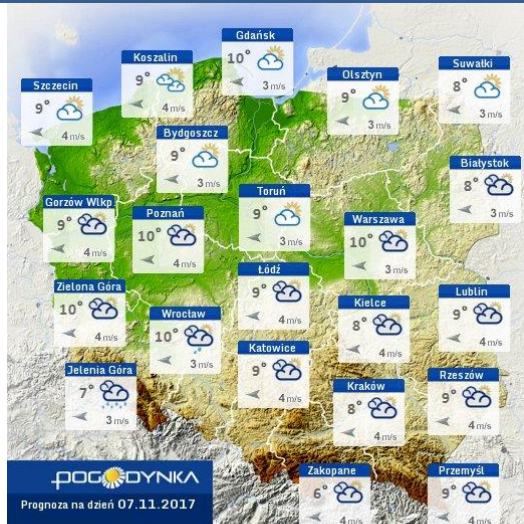 Gdańsk
10°
3 m/s
Koszalin
9°
4 m/s
Suwałki
8°
3 m/s
Olsztyn
9°
3 m/s
Szczecin
9°
4 m/s
Bydgoszcz
9°
3 m/s
Białystok
8°
3 m/s
Toruń
9°
3 m/s
Gorzów Wlkp
9°
4 m/s
Poznań
10°
4 m/s
Warszawa
10°
3 m/s
Łódź
9°
4 m/s
Zielona Góra
10°
4 m/s
Lublin
9°
4 m/s
Kielce
8°
4 m/s
Wrocław
10°
3 m/s
Katowice
9°
4 m/s
Jelenia Góra
7°
3 m/s
Rzeszów
9°
4 m/s
Kraków
8°
4 m/s
Zakopane
6°
4 m/s
Przemyśl
9°
4 m/s
POGODYNKA
Prognoza na dzień 07.11.2017